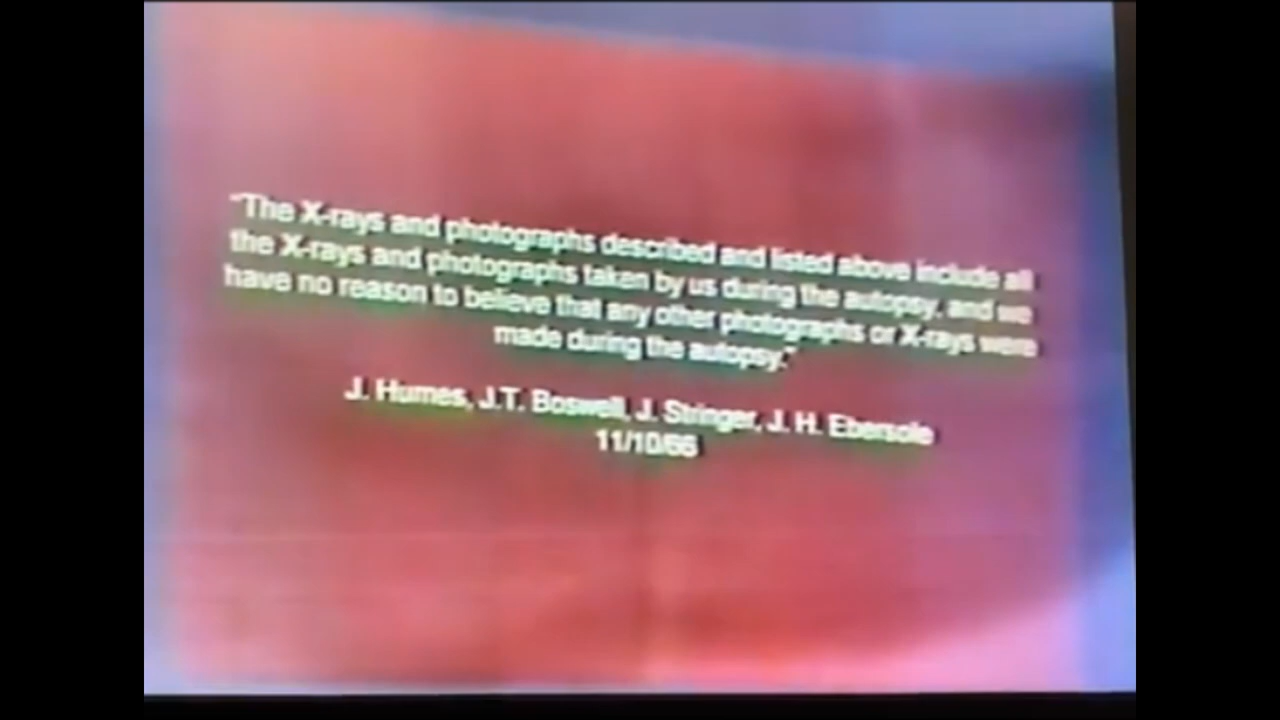 "The X-rays and photographs described and listed above include all
the X-rays and photographs taken by us during the autopsy, and we
have no reason to believe that any other photographs or X-rays were
made during the autopsy."
J. Humes, J.T. Boswell, J. Stringer, J. H. Ebersole
11/10/66